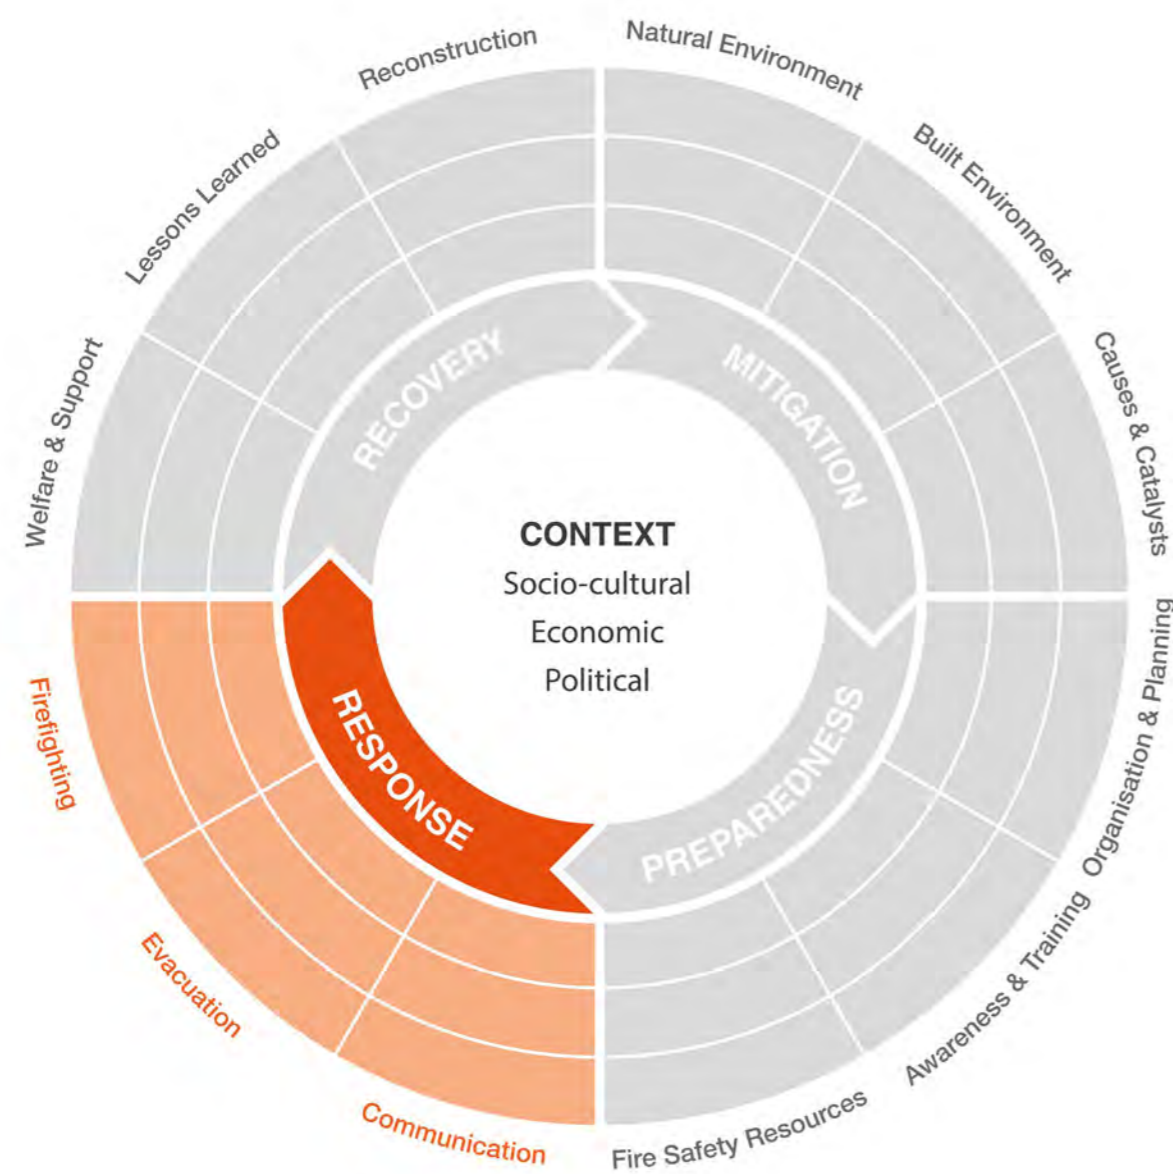 Natural Environment
Built Environment
Causes & Catalysts
Organisation & Planning
Awareness & Training
Fire Safety Resources
Communication
Evacuation
Firefighting
Welfare & Support
Lessons Learned
Reconstruction
MITIGATION
PREPAREDNESS
RESPONSE
RECOVERY
CONTEXT
Socio-cultural
Economic
Political